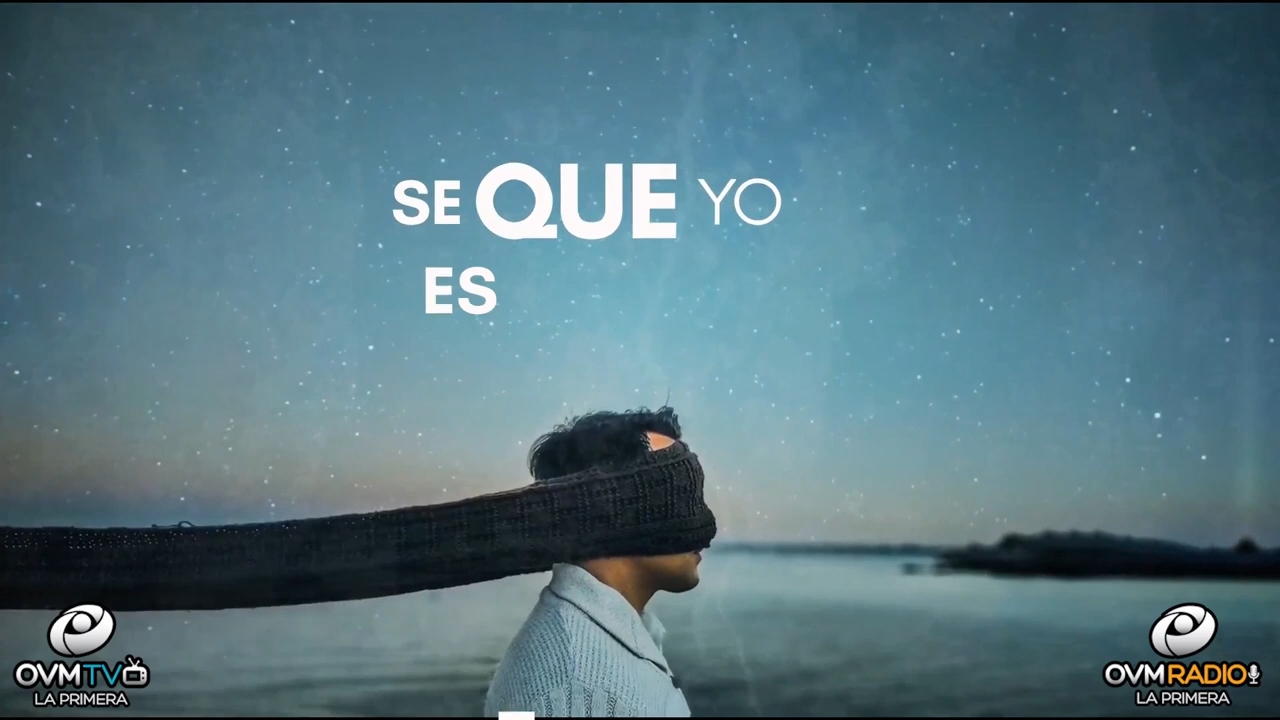 SE QUE YO
ES
OVMTV
LA PRIMERA
OVMRADIO
LA PRIMERA